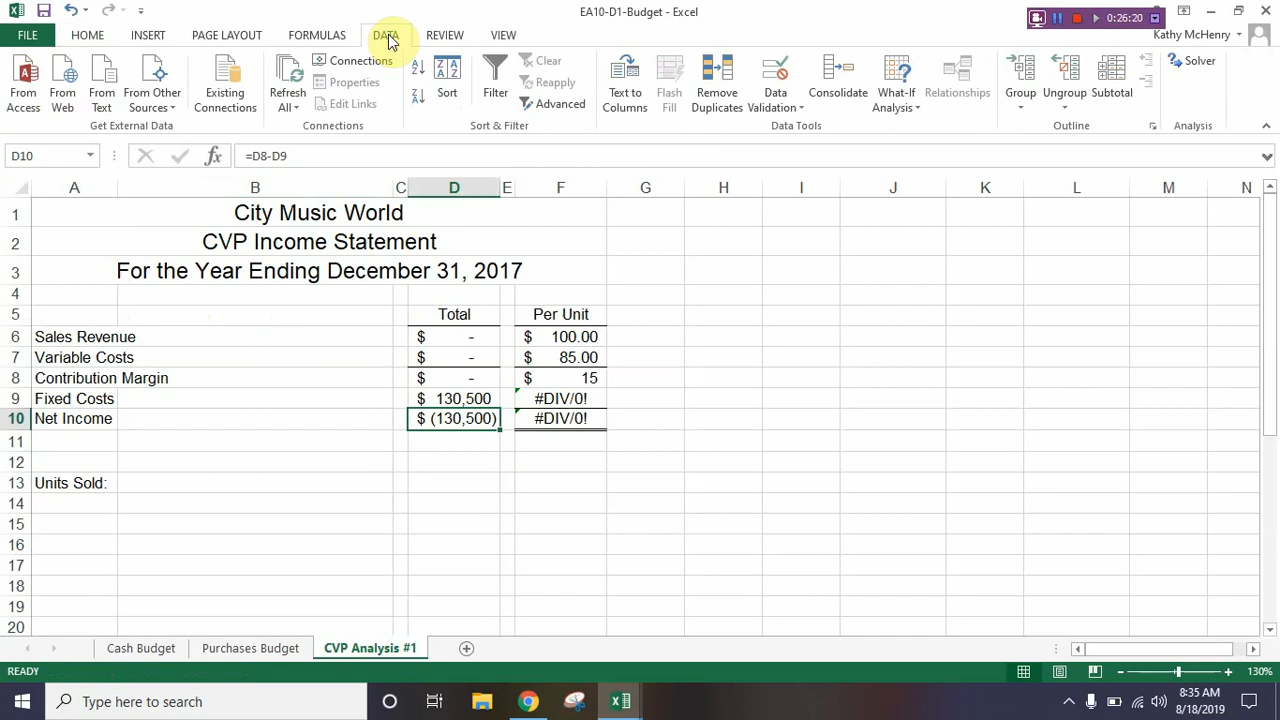 EA10-D1-Budget - Excel
0:26:20
FILE HOME INSERT PAGE LAYOUT FORMULAS DATA REVIEW VIEW
Kathy McHenry
From Access
From Web
From Text
From Other Sources
Existing Connections
Refresh All
Connections
Properties
Edit Links
Sort
Filter
Clear
Reapply
Advanced
Text to Columns
Flash Fill
Remove Duplicates
Data Validation
Consolidate
What-If Analysis
Relationships
Group
Ungroup
Subtotal
Solver
Get External Data Connections Sort & Filter Data Tools Outline Analysis
D10 fx =D8-D9
A B C D E F G H I J K L M N
1 City Music World
2 CVP Income Statement
3 For the Year Ending December 31, 2017
4
5 Total Per Unit
6 Sales Revenue $ - $ 100.00
7 Variable Costs $ - $ 85.00
8 Contribution Margin $ - $ 15
9 Fixed Costs $ 130,500 #DIV/0!
10 Net Income $ (130,500) #DIV/0!
11
12
13 Units Sold:
14
15
16
17
18
19
20
Cash Budget Purchases Budget CVP Analysis #1
READY 130%
Type here to search
8:35 AM
8/18/2019